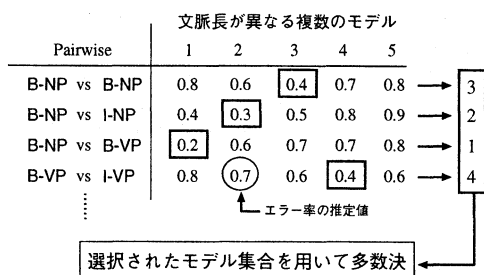 文脈長が異なる複数のモデル
Pairwise 1 2 3 4 5
B-NP vs B-NP 0.8 0.6 0.4 0.7 0.8 3
B-NP vs I-NP 0.4 0.3 0.5 0.8 0.9 2
B-NP vs B-VP 0.2 0.6 0.7 0.7 0.8 1
B-VP vs I-VP 0.8 0.7 0.6 0.4 0.6 4
エラー率の推定値
選択されたモデル集合を用いて多数決